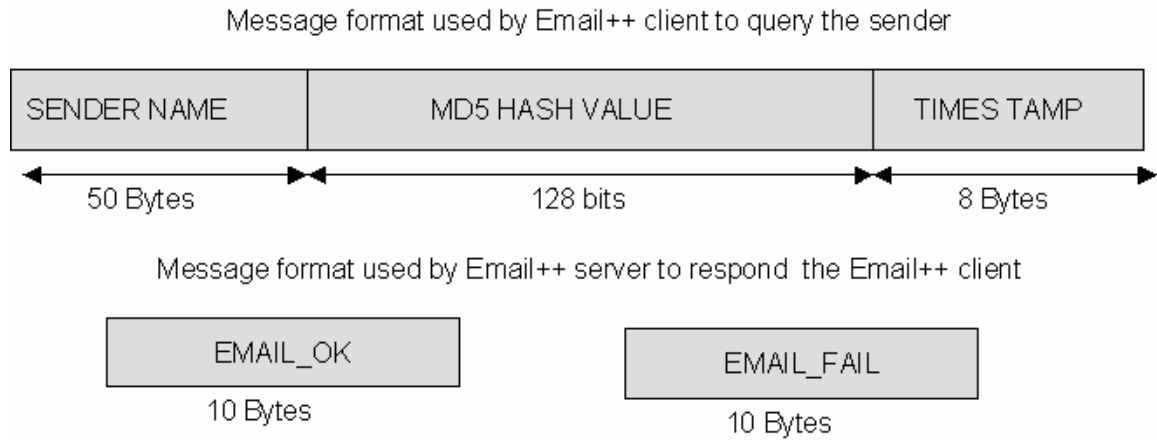 Message format used by Email++ client to query the sender
SENDER NAME MD5 HASH VALUE TIMES TAMP
50 Bytes 128 bits 8 Bytes
Message format used by Email++ server to respond the Email++ client
EMAIL_OK EMAIL_FAIL
10 Bytes 10 Bytes